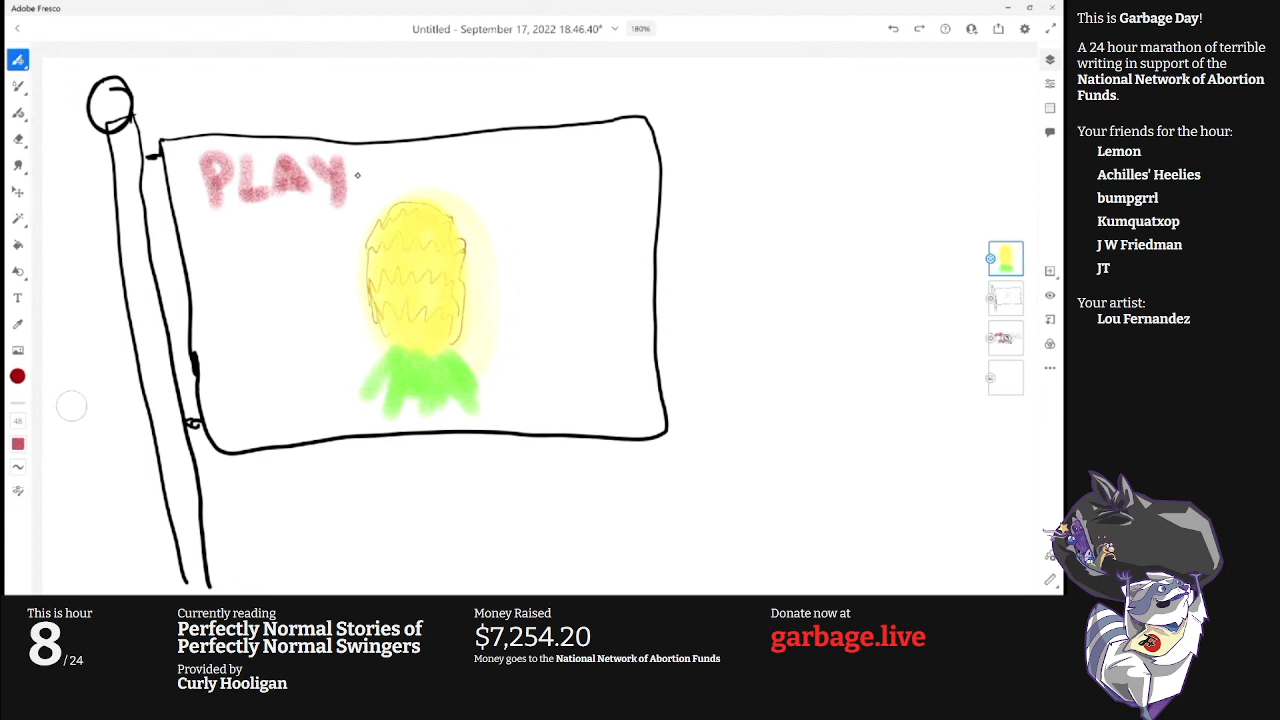 Adobe Fresco
Untitled - September 17, 2022 18.46.40*
180%
PLAY
48
This is Garbage Day!
A 24 hour marathon of terrible
writing in support of the
National Network of Abortion
Funds.
Your friends for the hour:
Lemon
Achilles' Heelies
bumpgrrl
Kumquatxop
J W Friedman
JT
Your artist:
Lou Fernandez
This is hour
8/24
Currently reading
Perfectly Normal Stories of
Perfectly Normal Swingers
Provided by
Curly Hooligan
Money Raised
$7,254.20
Money goes to the National Network of Abortion Funds
Donate now at
garbage.live